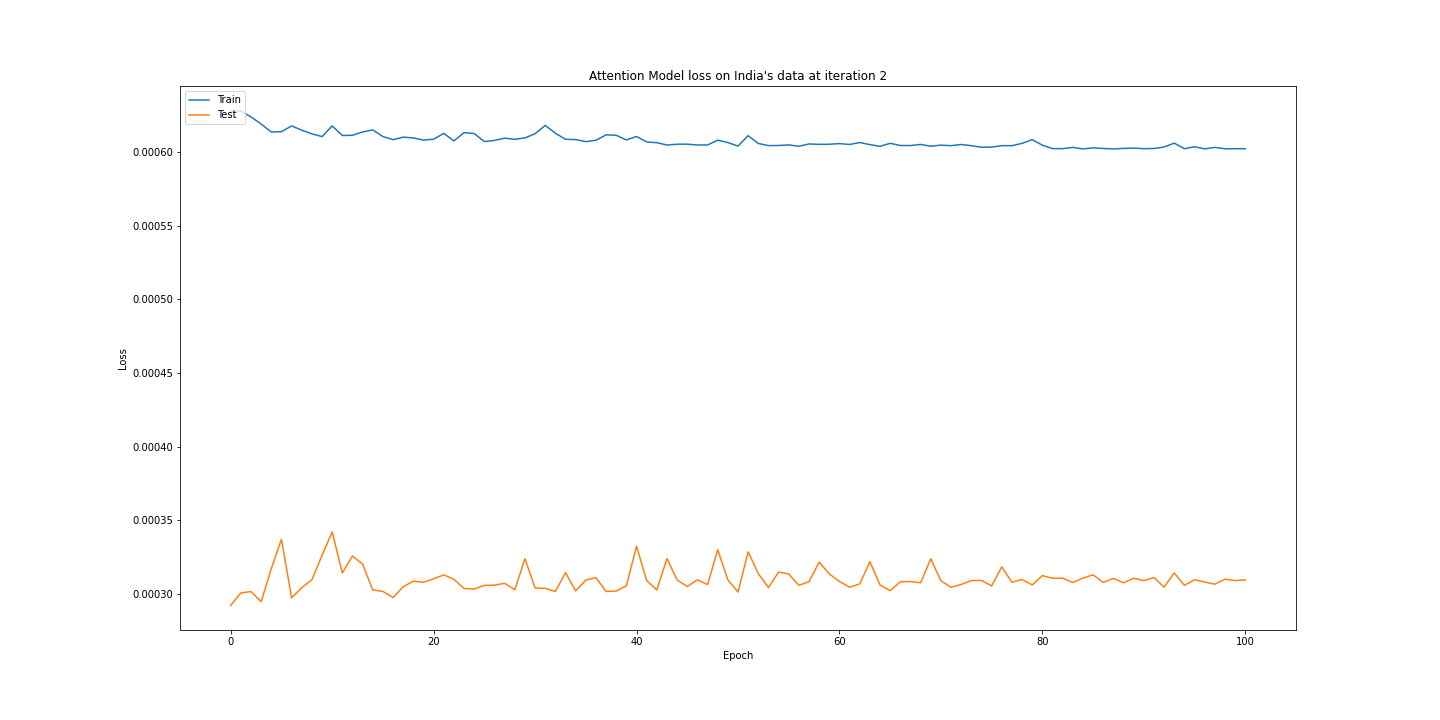 Attention Model loss on India's data at iteration 2
Train
Test
0.00060
0.00055
0.00050
0.00045
0.00040
0.00035
0.00030
Loss
0 20 40 60 80 100
Epoch